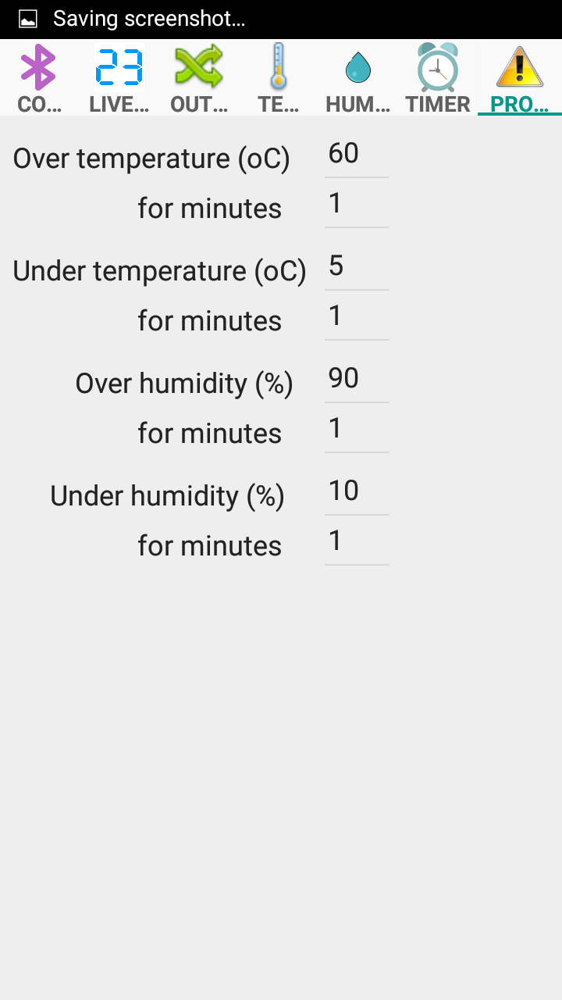 Saving screenshot...
23
CO... LIVE... OUT... TE... HUM... TIMER PRO...
Over temperature (oC) 60
for minutes 1
Under temperature (oC) 5
for minutes 1
Over humidity (%) 90
for minutes 1
Under humidity (%) 10
for minutes 1